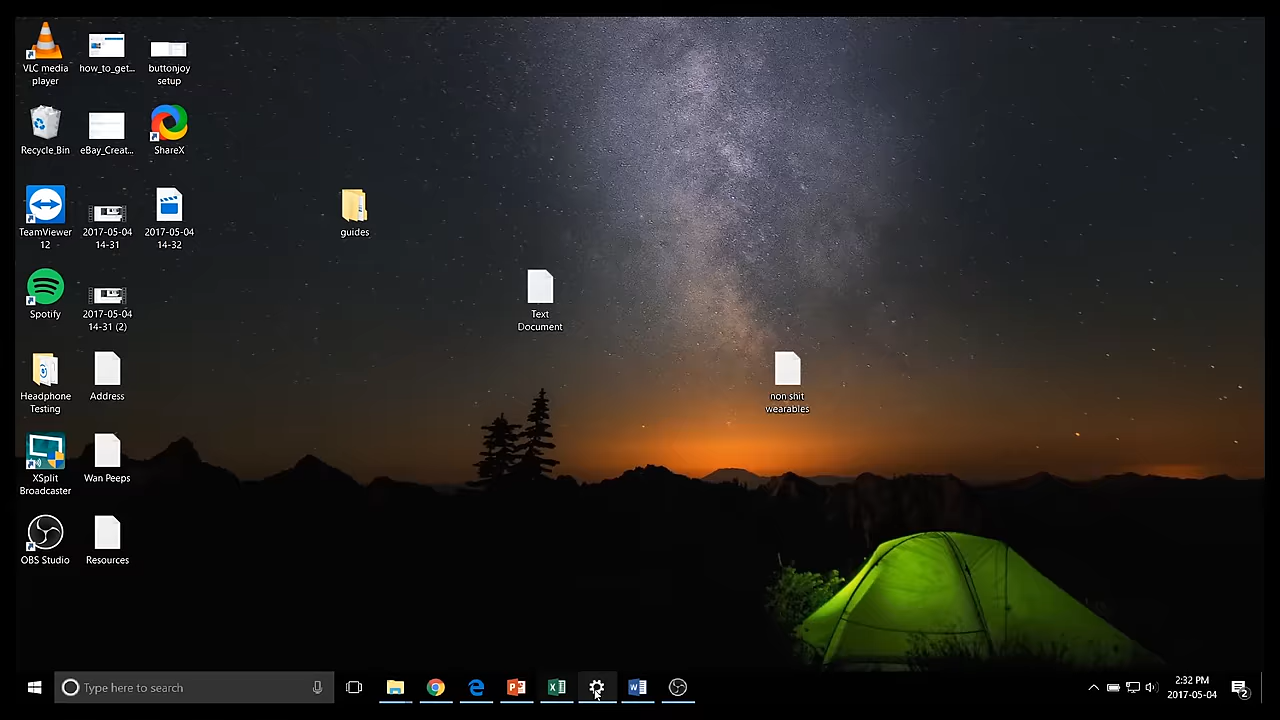 VLC media
player
how_to_get...
buttonjoy
setup
Recycle Bin
eBay_Creat...
ShareX
TeamViewer
12
2017-05-04
14-31
2017-05-04
14-32
guides
Spotify
2017-05-04
14-31 (2)
Text
Document
Headphone
Testing
Address
non shit
wearables
XSplit
Broadcaster
Wan Peeps
OBS Studio
Resources
Type here to search
2:32 PM
2017-05-04
2